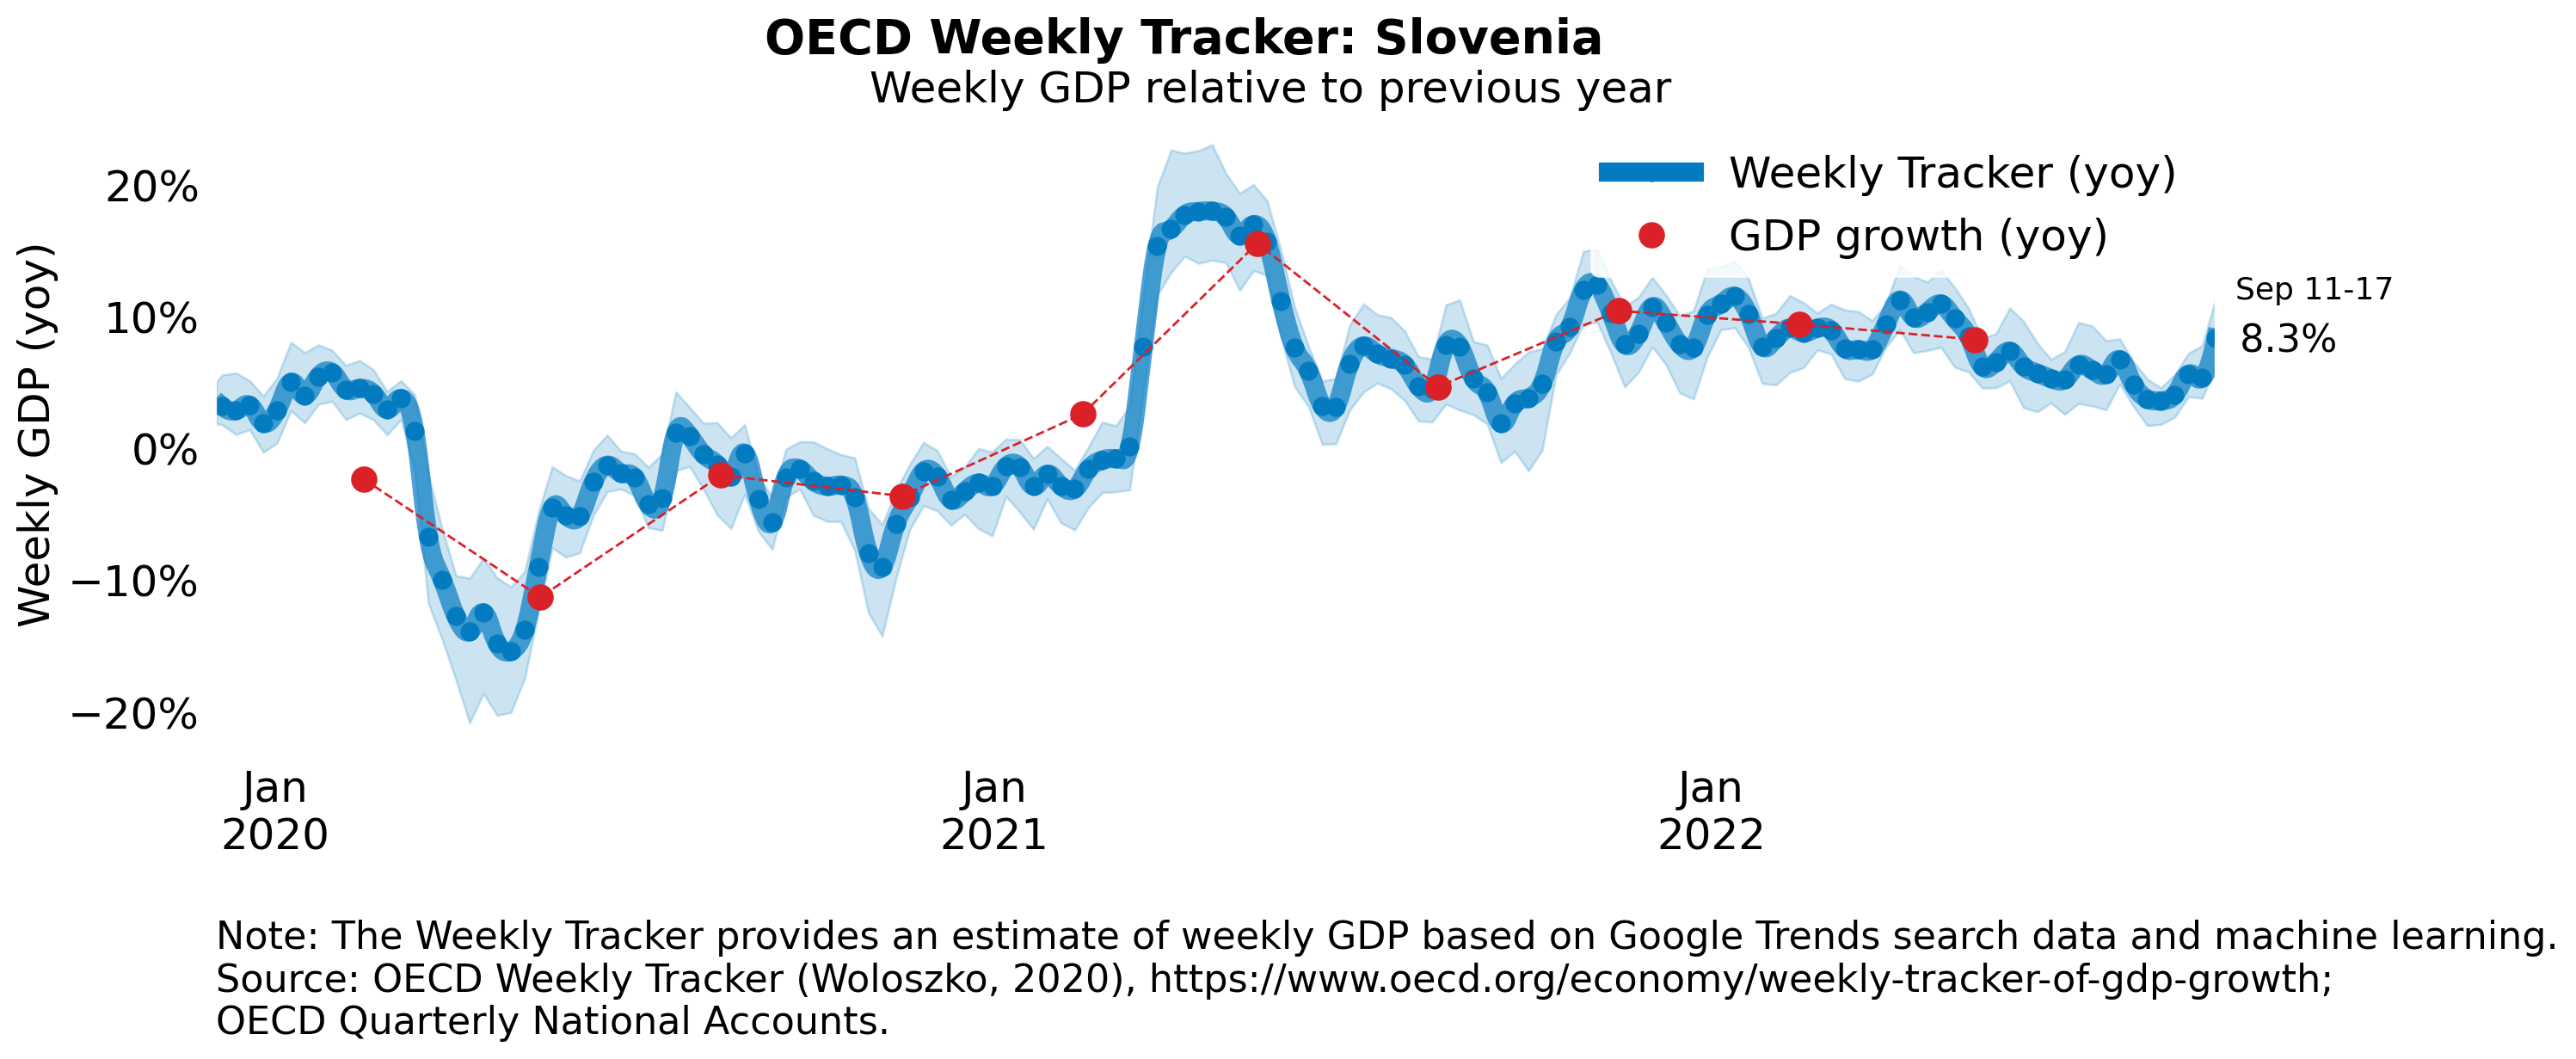 OECD Weekly Tracker: Slovenia
Weekly GDP relative to previous year
Weekly GDP (yoy)
20%
10%
0%
−10%
−20%
Weekly Tracker (yoy)
GDP growth (yoy)
Sep 11-17
8.3%
Jan
2020
Jan
2021
Jan
2022
Note: The Weekly Tracker provides an estimate of weekly GDP based on Google Trends search data and machine learning.
Source: OECD Weekly Tracker (Woloszko, 2020), https://www.oecd.org/economy/weekly-tracker-of-gdp-growth;
OECD Quarterly National Accounts.